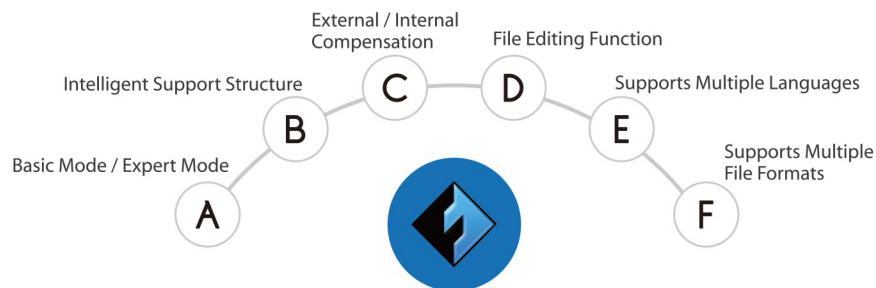 External / Internal
Compensation
File Editing Function
Intelligent Support Structure
C
D
Supports Multiple Languages
B
E
Basic Mode / Expert Mode
Supports Multiple
File Formats
A
F